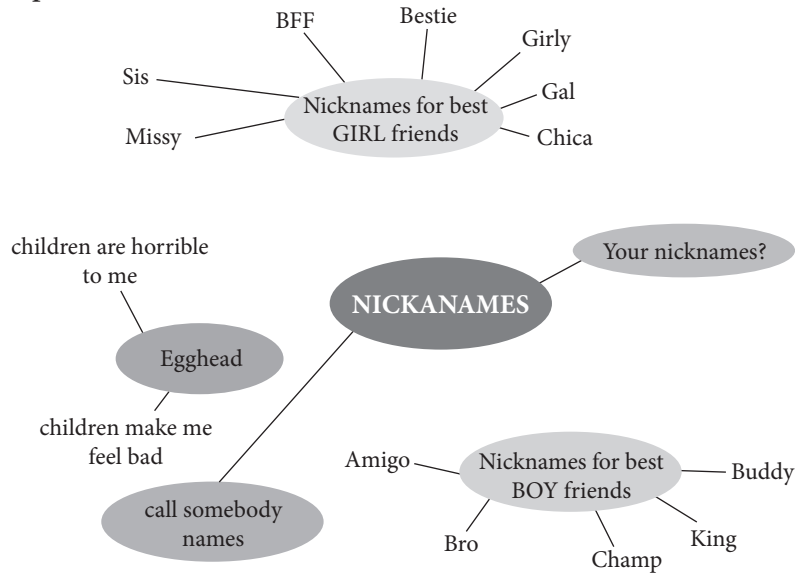 BFF
Bestie
Girly
Sis
Gal
Nicknames for best
GIRL friends
Missy
Chica
children are horrible
to me
Your nicknames?
NICKANAMES
Egghead
children make me
feel bad
Amigo
Nicknames for best
BOY friends
Buddy
call somebody
names
Bro
King
Champ